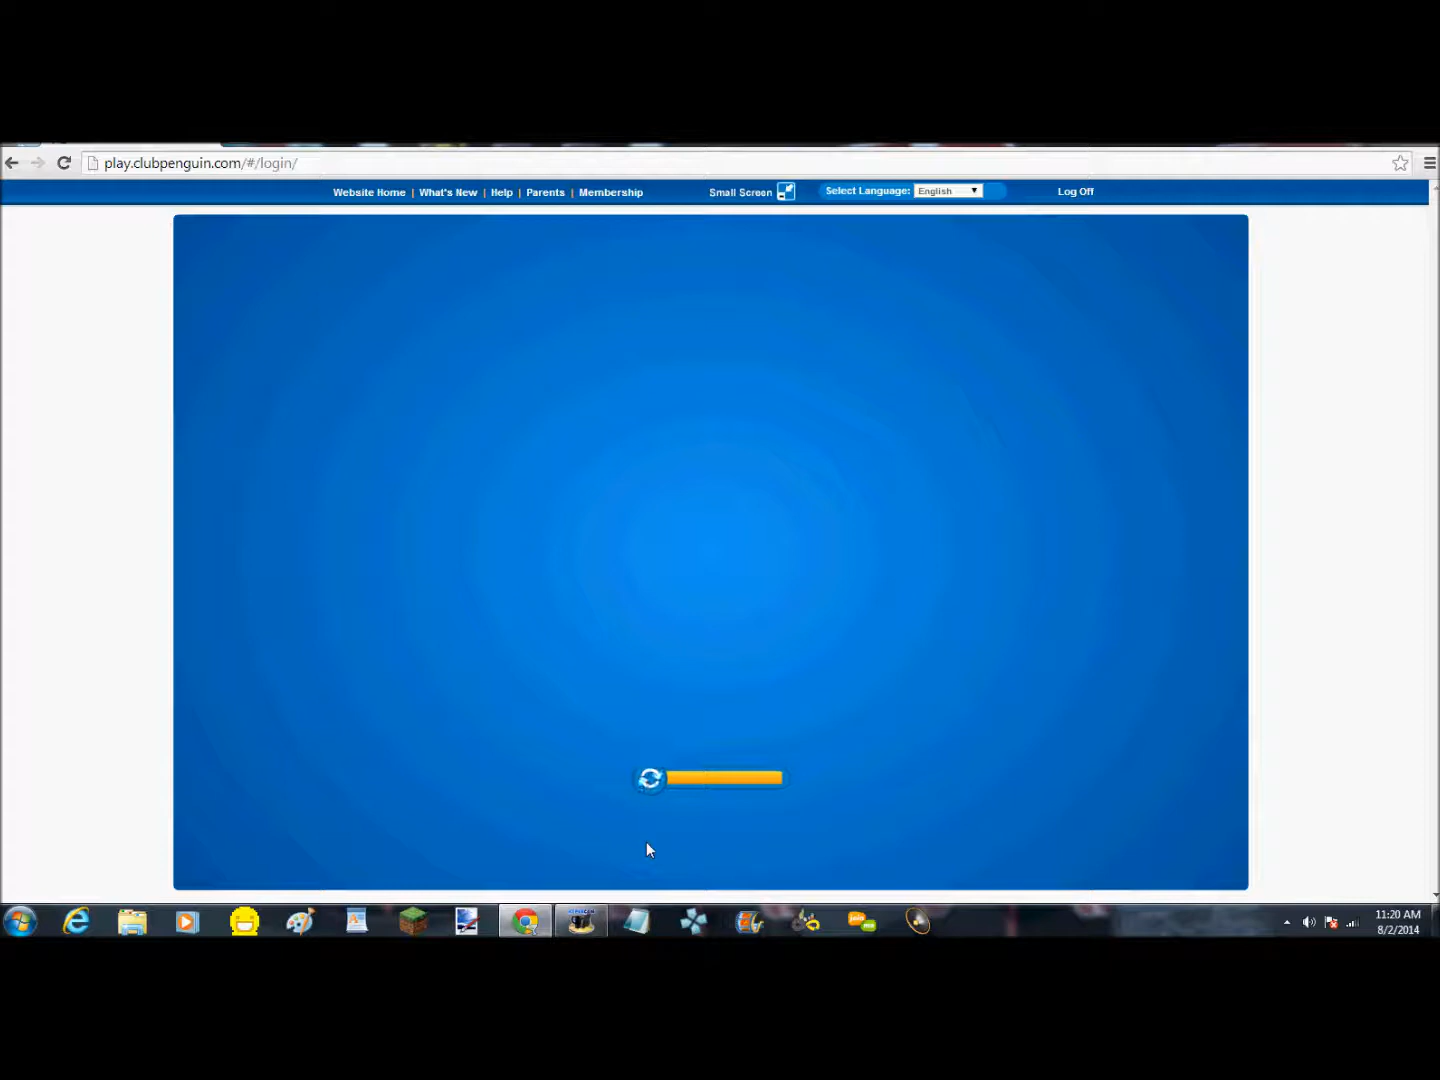 play.clubpenguin.com/#/login/
Website Home | What's New | Help | Parents | Membership
Small Screen
Select Language: English
Log Off
11:20 AM
8/2/2014